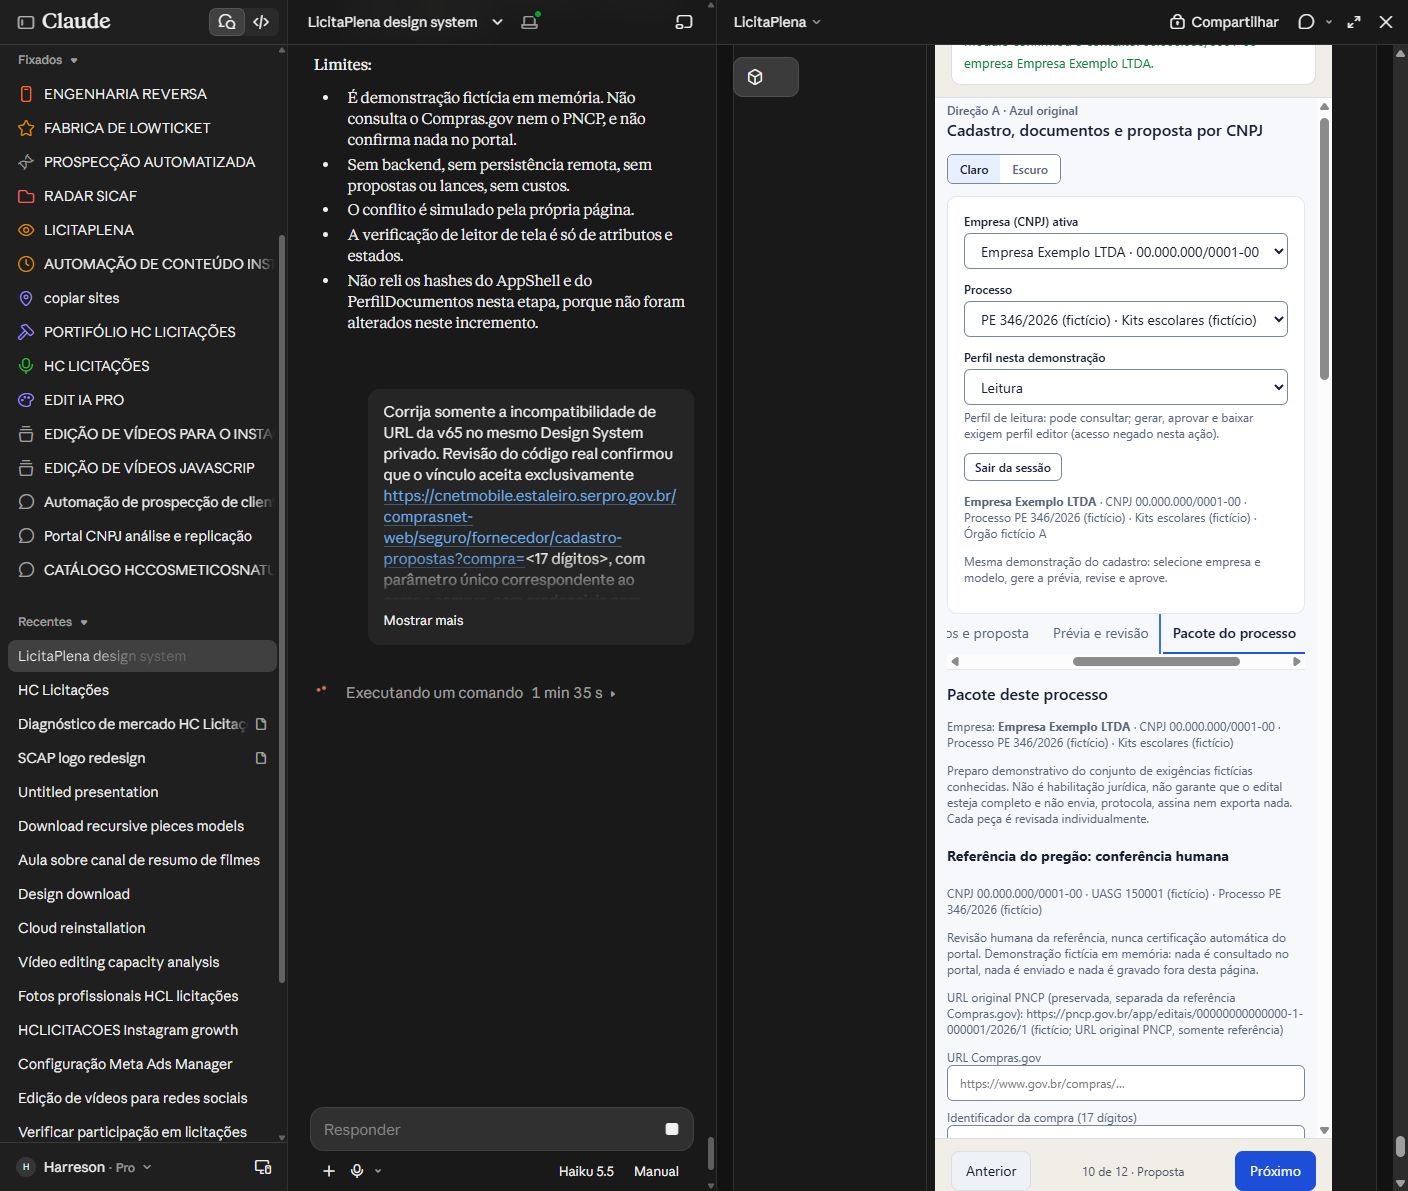 Claude
Fixados
ENGENHARIA REVERSA
FABRICA DE LOWTICKET
PROSPECÇÃO AUTOMATIZADA
RADAR SICAF
LICITAPLENA
AUTOMAÇÃO DE CONTEÚDO INST
copiar sites
PORTIFÓLIO HC LICITAÇÕES
HC LICITAÇÕES
EDIT IA PRO
EDIÇÃO DE VÍDEOS PARA O INSTA
EDIÇÃO DE VÍDEOS JAVASCRIP
Automação de prospecção de clien
Portal CNPJ análise e replicação
CATÁLOGO HCCOSMETICOSNATU
Recentes
LicitaPlena design system
HC Licitações
Diagnóstico de mercado HC Licitaç
SCAP logo redesign
Untitled presentation
Download recursive pieces models
Aula sobre canal de resumo de filmes
Design download
Cloud reinstallation
Vídeo editing capacity analysis
Fotos profissionais HCL licitações
HCLICITACOES Instagram growth
Configuração Meta Ads Manager
Edição de vídeos para redes sociais
Verificar participação em licitações
H Harreson · Pro
LicitaPlena design system
Limites:
• É demonstração fictícia em memória. Não
consulta o Compras.gov nem o PNCP, e não
confirma nada no portal.
• Sem backend, sem persistência remota, sem
propostas ou lances, sem custos.
• O conflito é simulado pela própria página.
• A verificação de leitor de tela é só de atributos e
estados.
• Não reli os hashes do AppShell e do
PerfilDocumentos nesta etapa, porque não foram
alterados neste incremento.
Corrija somente a incompatibilidade de
URL da v65 no mesmo Design System
privado. Revisão do código real confirmou
que o vínculo aceita exclusivamente
https://cnetmobile.estaleiro.serpro.gov.br/
comprasnet-
web/seguro/fornecedor/cadastro-
propostas?compra=<17 dígitos>, com
parâmetro único correspondente ao
Mostrar mais
Executando um comando 1 min 35 s
Responder
Haiku 5.5 Manual
LicitaPlena
Compartilhar
empresa Empresa Exemplo LTDA.
Direção A · Azul original
Cadastro, documentos e proposta por CNPJ
Claro Escuro
Empresa (CNPJ) ativa
Empresa Exemplo LTDA · 00.000.000/0001-00
Processo
PE 346/2026 (fictício) · Kits escolares (fictício)
Perfil nesta demonstração
Leitura
Perfil de leitura: pode consultar; gerar, aprovar e baixar
exigem perfil editor (acesso negado nesta ação).
Sair da sessão
Empresa Exemplo LTDA · CNPJ 00.000.000/0001-00 ·
Processo PE 346/2026 (fictício) · Kits escolares (fictício) ·
Órgão fictício A
Mesma demonstração do cadastro: selecione empresa e
modelo, gere a prévia, revise e aprove.
os e proposta Prévia e revisão Pacote do processo
Pacote deste processo
Empresa: Empresa Exemplo LTDA · CNPJ 00.000.000/0001-00 ·
Processo PE 346/2026 (fictício) · Kits escolares (fictício)
Preparo demonstrativo do conjunto de exigências fictícias
conhecidas. Não é habilitação jurídica, não garante que o edital
esteja completo e não envia, protocola, assina nem exporta nada.
Cada peça é revisada individualmente.
Referência do pregão: conferência humana
CNPJ 00.000.000/0001-00 · UASG 150001 (fictício) · Processo PE
346/2026 (fictício)
Revisão humana da referência, nunca certificação automática do
portal. Demonstração fictícia em memória: nada é consultado no
portal, nada é enviado e nada é gravado fora desta página.
URL original PNCP (preservada, separada da referência
Compras.gov): https://pncp.gov.br/app/editais/00000000000000-1-
000001/2026/1 (fictício; URL original PNCP, somente referência)
URL Compras.gov
https://www.gov.br/compras/...
Identificador da compra (17 dígitos)
Anterior 10 de 12 · Proposta Próximo